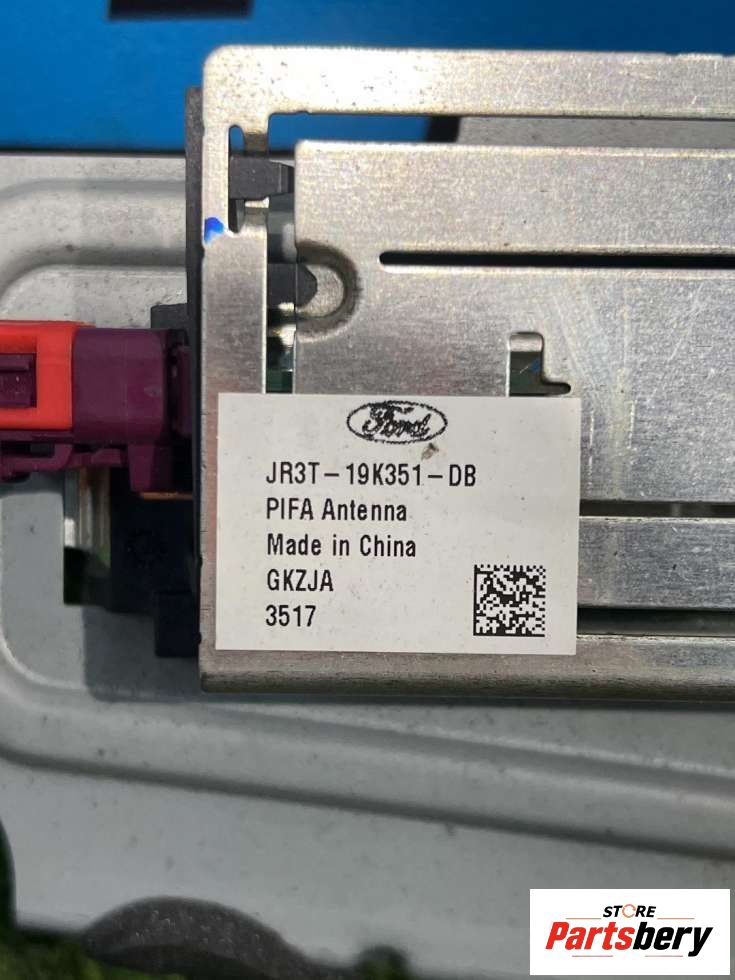 Ford
JR3T-19K351-DB
PIFA Antenna
Made in China
GKZJA
3517
STORE
Partsbery